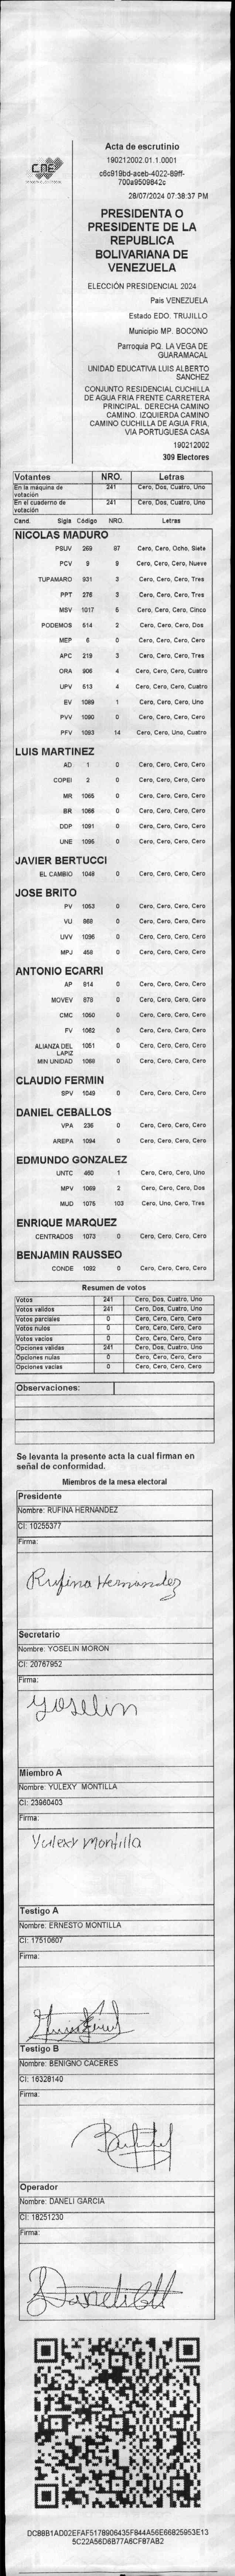 CNE
Acta de escrutinio
190212002.01.1.0001
c6c919bd-aceb-4022-89ff-
700a9509842c
28/07/2024 07:38:37 PM
PRESIDENTA O
PRESIDENTE DE LA
REPUBLICA
BOLIVARIANA DE
VENEZUELA
ELECCIÓN PRESIDENCIAL 2024
Pais VENEZUELA
Estado EDO. TRUJILLO
Municipio MP. BOCONO
Parroquia PQ. LA VEGA DE
GUARAMACAL
UNIDAD EDUCATIVA LUIS ALBERTO
SANCHEZ
CONJUNTO RESIDENCIAL CUCHILLA
DE AGUA FRIA FRENTE CARRETERA
PRINCIPAL. DERECHA CAMINO
CAMINO. IZQUIERDA CAMINO
CAMINO CUCHILLA DE AGUA FRIA,
VÍA PORTUGUESA CASA
190212002
309 Electores
Votantes NRO. Letras
En la máquina de votación 241 Cero, Dos, Cuatro, Uno
En el cuaderno de votación 241 Cero, Dos, Cuatro, Uno
Cand. Sigla Código NRO. Letras
NICOLAS MADURO
PSUV 269 87 Cero, Cero, Ocho, Siete
PCV 9 9 Cero, Cero, Cero, Nueve
TUPAMARO 931 3 Cero, Cero, Cero, Tres
PPT 276 3 Cero, Cero, Cero, Tres
MSV 1017 5 Cero, Cero, Cero, Cinco
PODEMOS 514 2 Cero, Cero, Cero, Dos
MEP 6 0 Cero, Cero, Cero, Cero
APC 219 3 Cero, Cero, Cero, Tres
ORA 906 4 Cero, Cero, Cero, Cuatro
UPV 513 4 Cero, Cero, Cero, Cuatro
EV 1089 1 Cero, Cero, Cero, Uno
PVV 1090 0 Cero, Cero, Cero, Cero
PFV 1093 14 Cero, Cero, Uno, Cuatro
LUIS MARTINEZ
AD 1 0 Cero, Cero, Cero, Cero
COPEI 2 0 Cero, Cero, Cero, Cero
MR 1065 0 Cero, Cero, Cero, Cero
BR 1066 0 Cero, Cero, Cero, Cero
DDP 1091 0 Cero, Cero, Cero, Cero
UNE 1095 0 Cero, Cero, Cero, Cero
JAVIER BERTUCCI
EL CAMBIO 1048 0 Cero, Cero, Cero, Cero
JOSE BRITO
PV 1053 0 Cero, Cero, Cero, Cero
VU 969 0 Cero, Cero, Cero, Cero
UVV 1096 0 Cero, Cero, Cero, Cero
MPJ 458 0 Cero, Cero, Cero, Cero
ANTONIO ECARRI
AP 914 0 Cero, Cero, Cero, Cero
MOVEV 878 0 Cero, Cero, Cero, Cero
CMC 1050 0 Cero, Cero, Cero, Cero
FV 1062 0 Cero, Cero, Cero, Cero
ALIANZA DEL LAPIZ 1051 0 Cero, Cero, Cero, Cero
MIN UNIDAD 1068 0 Cero, Cero, Cero, Cero
CLAUDIO FERMIN
SPV 1049 0 Cero, Cero, Cero, Cero
DANIEL CEBALLOS
VPA 236 0 Cero, Cero, Cero, Cero
AREPA 1094 0 Cero, Cero, Cero, Cero
EDMUNDO GONZALEZ
UNTC 460 1 Cero, Cero, Cero, Uno
MPV 1069 2 Cero, Cero, Cero, Dos
MUD 1075 103 Cero, Uno, Cero, Tres
ENRIQUE MARQUEZ
CENTRADOS 1073 0 Cero, Cero, Cero, Cero
BENJAMIN RAUSSEO
CONDE 1092 0 Cero, Cero, Cero, Cero
Resumen de votos
Votos 241 Cero, Dos, Cuatro, Uno
Votos validos 241 Cero, Dos, Cuatro, Uno
Votos parciales 0 Cero, Cero, Cero, Cero
Votos nulos 0 Cero, Cero, Cero, Cero
Votos vacios 0 Cero, Cero, Cero, Cero
Opciones validas 241 Cero, Dos, Cuatro, Uno
Opciones nulas 0 Cero, Cero, Cero, Cero
Opciones vacias 0 Cero, Cero, Cero, Cero
Observaciones:
Se levanta la presente acta la cual firman en
señal de conformidad.
Miembros de la mesa electoral
Presidente
Nombre: RUFINA HERNANDEZ
CI: 10255377
Firma:
Rufina Hernandez
Secretario
Nombre: YOSELIN MORON
CI: 20767952
Firma:
yoselin
Miembro A
Nombre: YULEXY MONTILLA
CI: 23960403
Firma:
Yulexy Montilla
Testigo A
Nombre: ERNESTO MONTILLA
CI: 17510607
Firma:
Testigo B
Nombre: BENIGNO CACERES
CI: 16328140
Firma:
Operador
Nombre: DANELI GARCIA
CI: 18251230
Firma:
DC88B1AD02EFAF5178906435F844A56E66825953E13
5C22A56D6B77A6CF87AB2